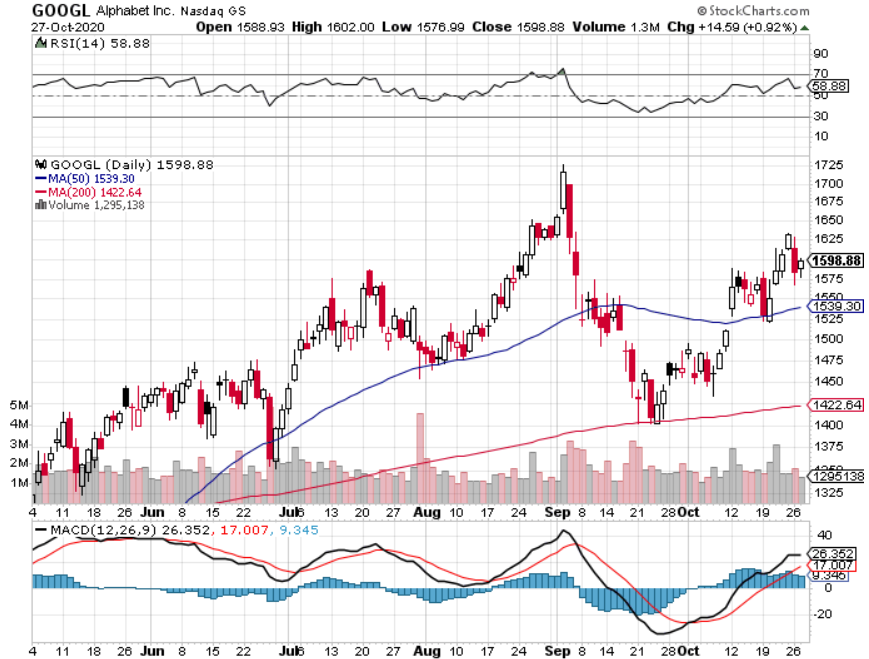 GOOGL Alphabet Inc. Nasdaq GS © StockCharts.com
27-Oct-2020 Open 1588.93 High 1602.00 Low 1576.99 Close 1598.88 Volume 1.3M Chg +14.59 (+0.92%)
RSI(14) 58.88
90
70
58.88
50
30
10
GOOGL (Daily) 1598.88
MA(50) 1539.30
MA(200) 1422.64
Volume 1,295,138
1725
1700
1675
1650
1625
1598.88
1575
1550
1539.30
1525
1500
1475
1450
1422.64
1400
1375
1350
1295138
1325
5M
4M
3M
2M
1M
4 11 18 26 Jun 8 15 22 Jul 6 13 20 27 Aug 10 17 24 Sep 8 14 21 28 Oct 12 19 26
MACD(12,26,9) 26.352, 17.007, 9.345
40
26.352
17.007
9.345
0
-20
4 11 18 26 Jun 8 15 22 Jul 6 13 20 27 Aug 10 17 24 Sep 8 14 21 28 Oct 12 19 26